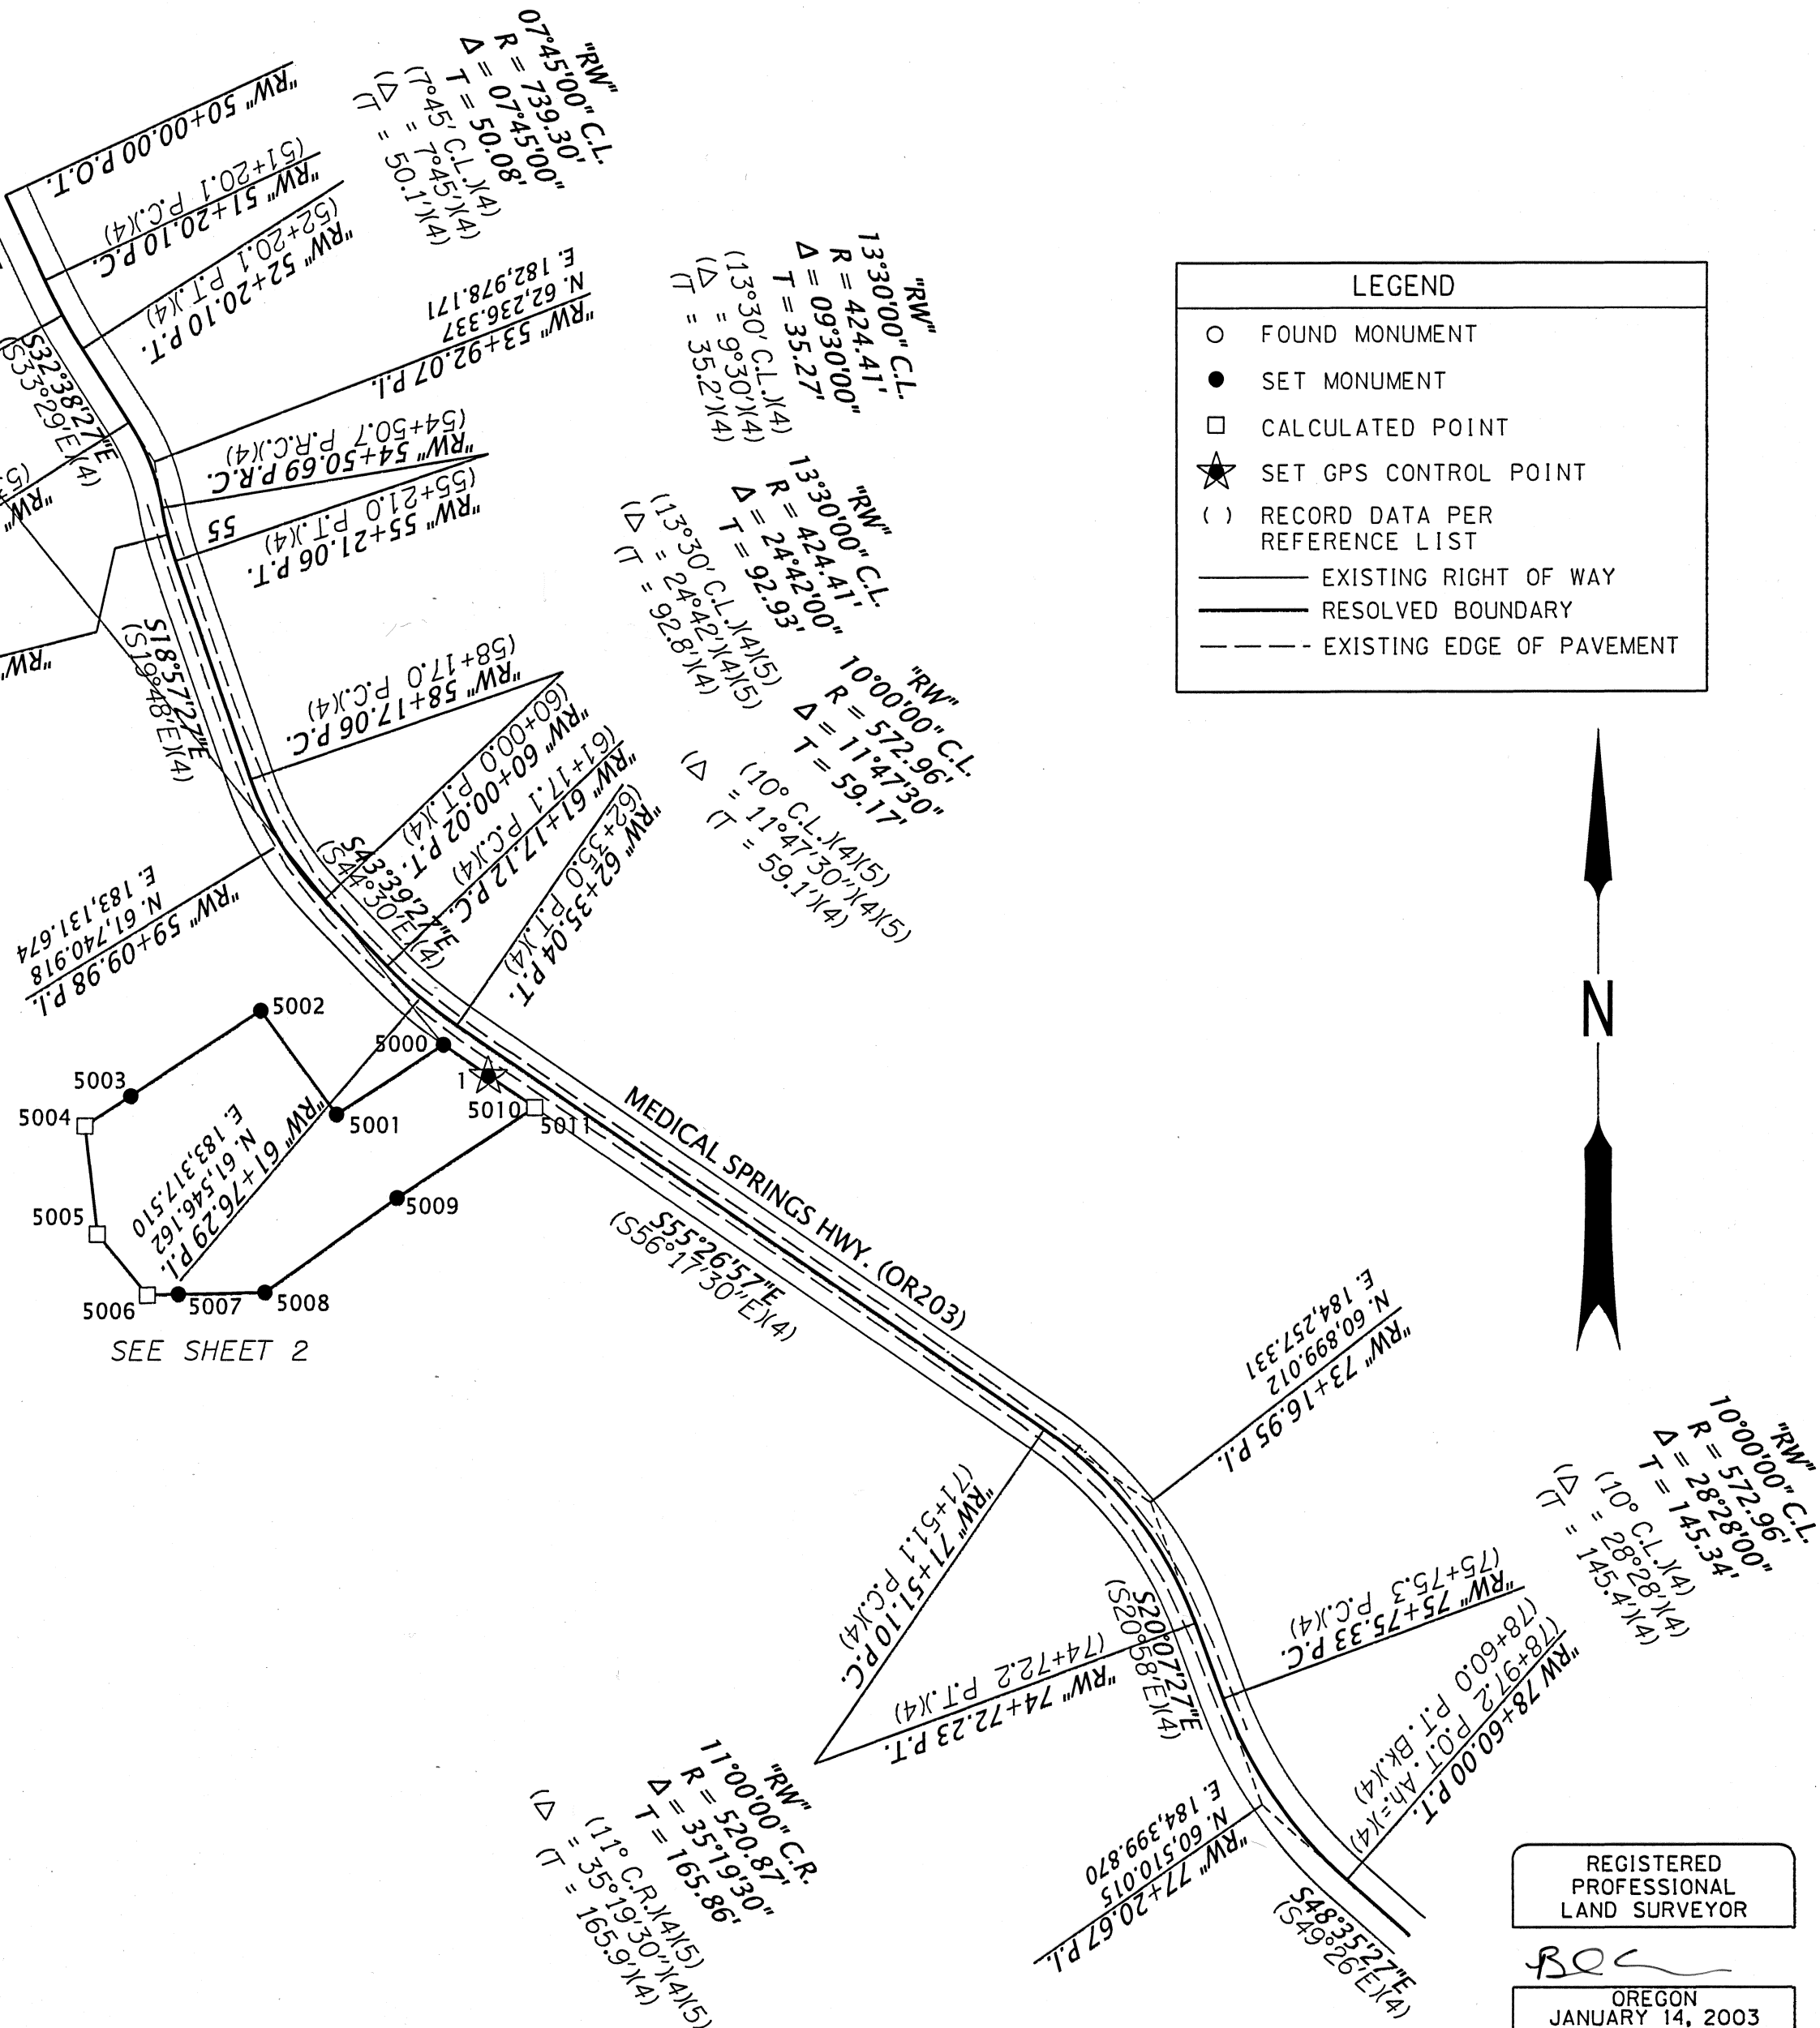 "RW" 50+00.00 P.O.T.
"RW" 51+20.10 P.C.
(51+20.1 P.C.)(4)
"RW" 52+20.10 P.T.
(52+20.1 P.T.)(4)
"RW"
07°45'00" C.L.
R = 739.30'
Δ = 07°45'00"
T = 50.08'
(7°45' C.L.)(4)
(Δ = 7°45')(4)
(T = 50.1')(4)
S32°38'27"E
(S33°29'E)(4)
"RW" 53+92.07 P.I.
N. 62,236.337
E. 182,978.171
"RW" 54+50.69 P.R.C.
(54+50.7 P.R.C.)(4)
55
"RW" 55+21.06 P.T.
(55+21.0 P.T.)(4)
"RW"
"RW"
"RW"
13°30'00" C.L.
R = 424.41'
Δ = 09°30'00"
T = 35.27'
(13°30' C.L.)(4)
(Δ = 9°30')(4)
(T = 35.2')(4)
"RW"
13°30'00" C.L.
R = 424.41'
Δ = 24°42'00"
T = 92.93'
(13°30' C.L.)(4)(5)
(Δ = 24°42')(4)(5)
(T = 92.8')(4)
S18°57'27"E
(S19°48'E)(4)
"RW" 58+17.06 P.C.
(58+17.0 P.C.)(4)
"RW" 60+00.02 P.T.
(60+00.0 P.T.)(4)
"RW" 61+17.12 P.C.
(61+17.1 P.C.)(4)
"RW" 62+35.04 P.T.
(62+35.0 P.T.)(4)
"RW"
10°00'00" C.L.
R = 572.96'
Δ = 11°47'30"
T = 59.17'
(10° C.L.)(4)(5)
(Δ = 11°47'30")(4)(5)
(T = 59.1')(4)
S43°39'27"E
(S44°30'E)(4)
"RW" 59+09.98 P.I.
N. 61,740.918
E. 183,131.674
5002
5000
5003
1
5004
5010
5001
5011
"RW" 61+76.29 P.I.
N. 61,546.162
E. 183,317.510
5009
5005
5006
5007
5008
SEE SHEET 2
MEDICAL SPRINGS HWY. (OR203)
S55°26'57"E
(S56°17'30"E)(4)
"RW" 73+16.95 P.I.
N. 60,899.012
E. 184,257.331
"RW" 71+51.10 P.C.
(71+51.1 P.C.)(4)
"RW" 74+72.23 P.T.
(74+72.2 P.T.)(4)
S20°07'27"E
(S20°58'E)(4)
"RW" 75+75.33 P.C.
(75+75.3 P.C.)(4)
"RW
10°00'00" C.L.
R = 572.96'
Δ = 28°28'00"
T = 145.34'
(10° C.L.)(4)
(Δ = 28°28')(4)
(T = 145.4')(4)
"RW 78+60.00 P.T.
(78+97.2 P.O.T. Ah.=)(4)
(78+60.0 P.T. Bk.)(4)
"RW"
11°00'00" C.R.
R = 520.87'
Δ = 35°19'30"
T = 165.86'
(11° C.R.)(4)(5)
(Δ = 35°19'30")(4)(5)
(T = 165.9')(4)
"RW" 77+20.67 P.I.
N. 60,510.015
E. 184,399.870
S48°35'27"E
(S49°26'E)(4)
LEGEND
FOUND MONUMENT
SET MONUMENT
CALCULATED POINT
SET GPS CONTROL POINT
( ) RECORD DATA PER
REFERENCE LIST
EXISTING RIGHT OF WAY
RESOLVED BOUNDARY
EXISTING EDGE OF PAVEMENT
N
REGISTERED
PROFESSIONAL
LAND SURVEYOR
OREGON
JANUARY 14, 2003